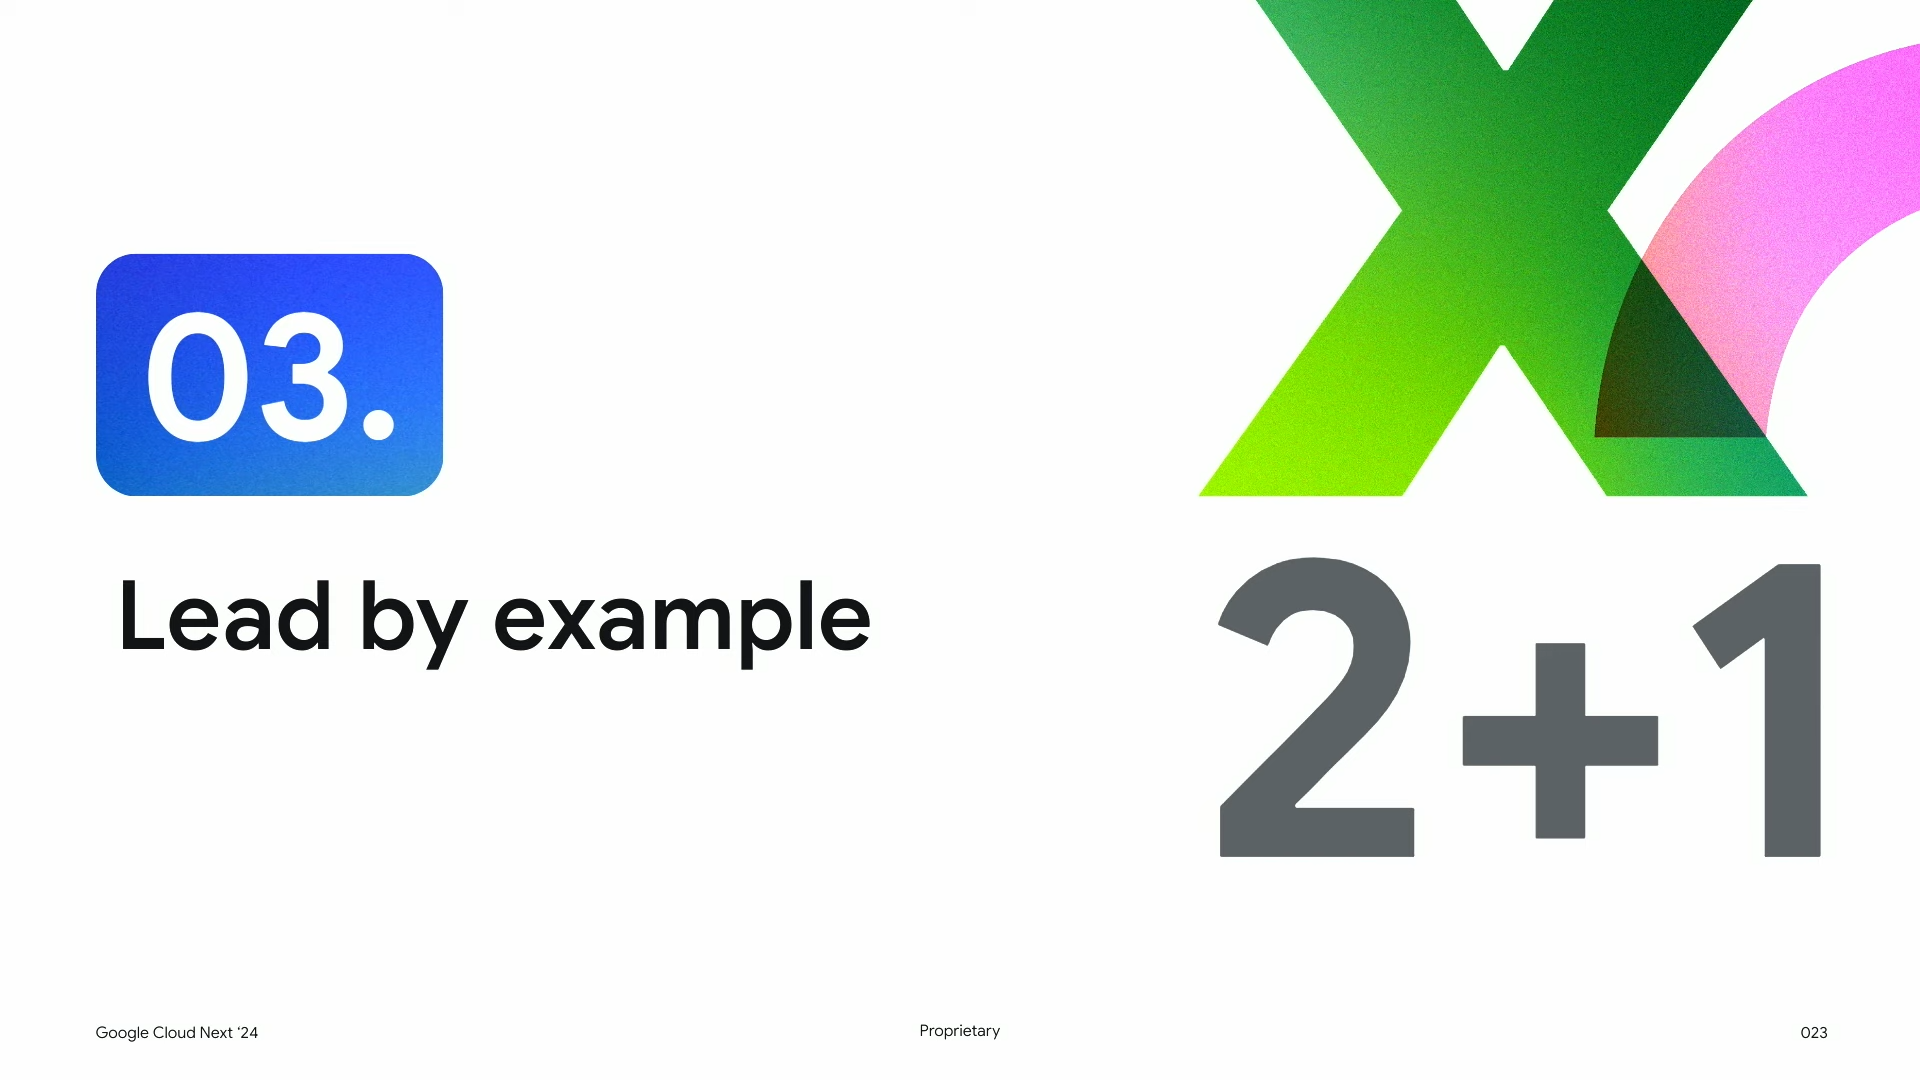 X
03.
Lead by example
2+1
Google Cloud Next ‘24
Proprietary
023